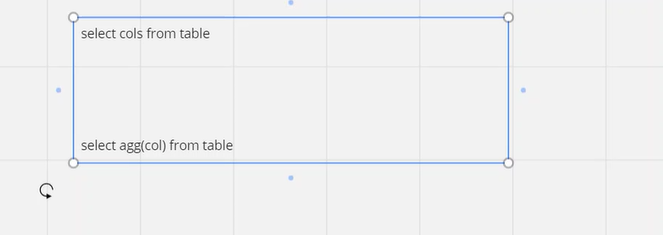 select cols from table
select agg(col) from table